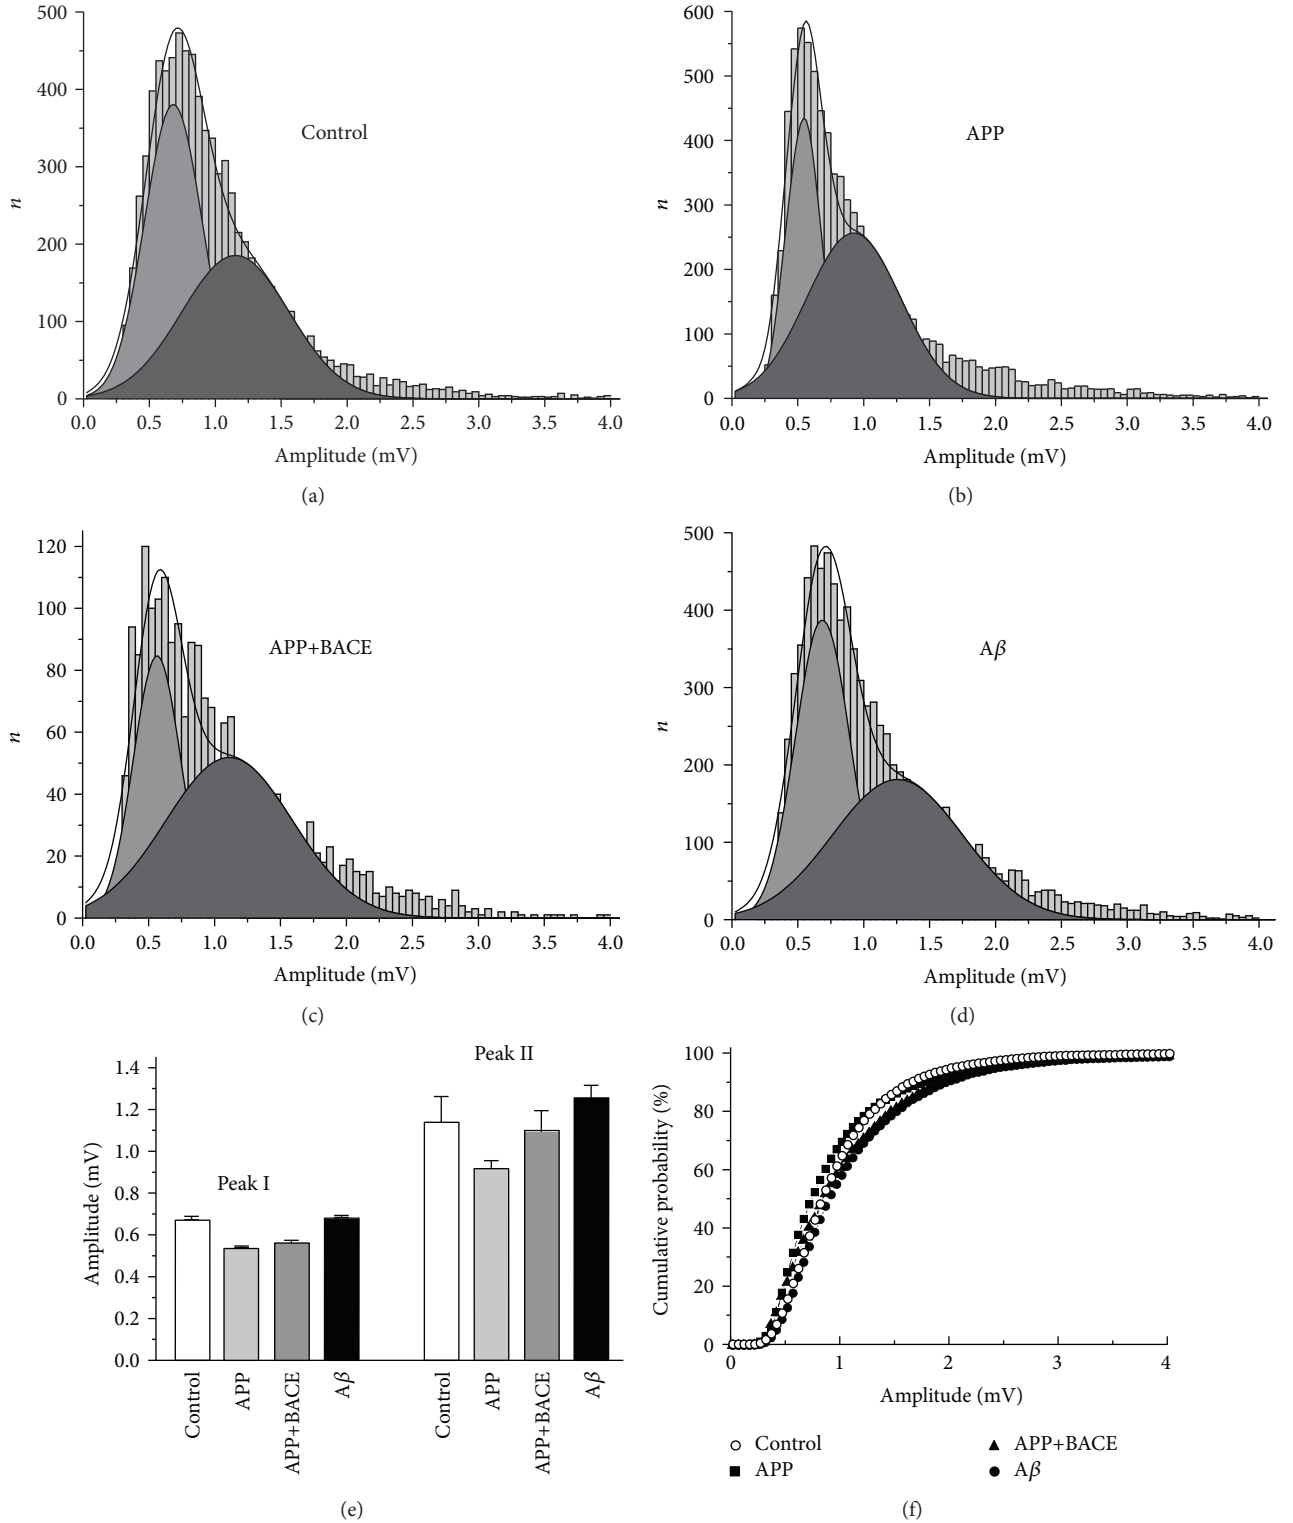 500
400
300
200
100
0
n
Control
0.0 0.5 1.0 1.5 2.0 2.5 3.0 3.5 4.0
Amplitude (mV)
(a)
600
500
400
300
200
100
0
n
APP
0.0 0.5 1.0 1.5 2.0 2.5 3.0 3.5 4.0
Amplitude (mV)
(b)
120
100
80
60
40
20
0
n
APP+BACE
0.0 0.5 1.0 1.5 2.0 2.5 3.0 3.5 4.0
Amplitude (mV)
(c)
500
400
300
200
100
0
n
Aβ
0.0 0.5 1.0 1.5 2.0 2.5 3.0 3.5 4.0
Amplitude (mV)
(d)
1.4
1.2
1.0
0.8
0.6
0.4
0.2
0.0
Amplitude (mV)
Peak I
Peak II
Control
APP
APP+BACE
Aβ
Control
APP
APP+BACE
Aβ
(e)
100
80
60
40
20
0
Cumulative probability (%)
0 1 2 3 4
Amplitude (mV)
Control
APP
APP+BACE
Aβ
(f)